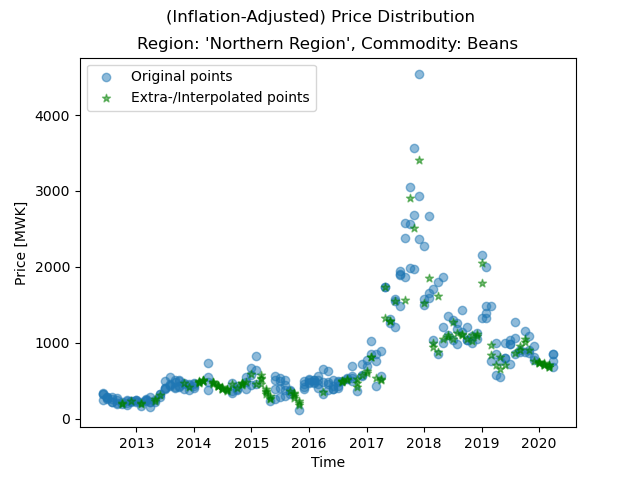 (Inflation-Adjusted) Price Distribution
Region: 'Northern Region', Commodity: Beans
Original points
Extra-/Interpolated points
4000
3000
2000
1000
0
Price [MWK]
2013 2014 2015 2016 2017 2018 2019 2020
Time